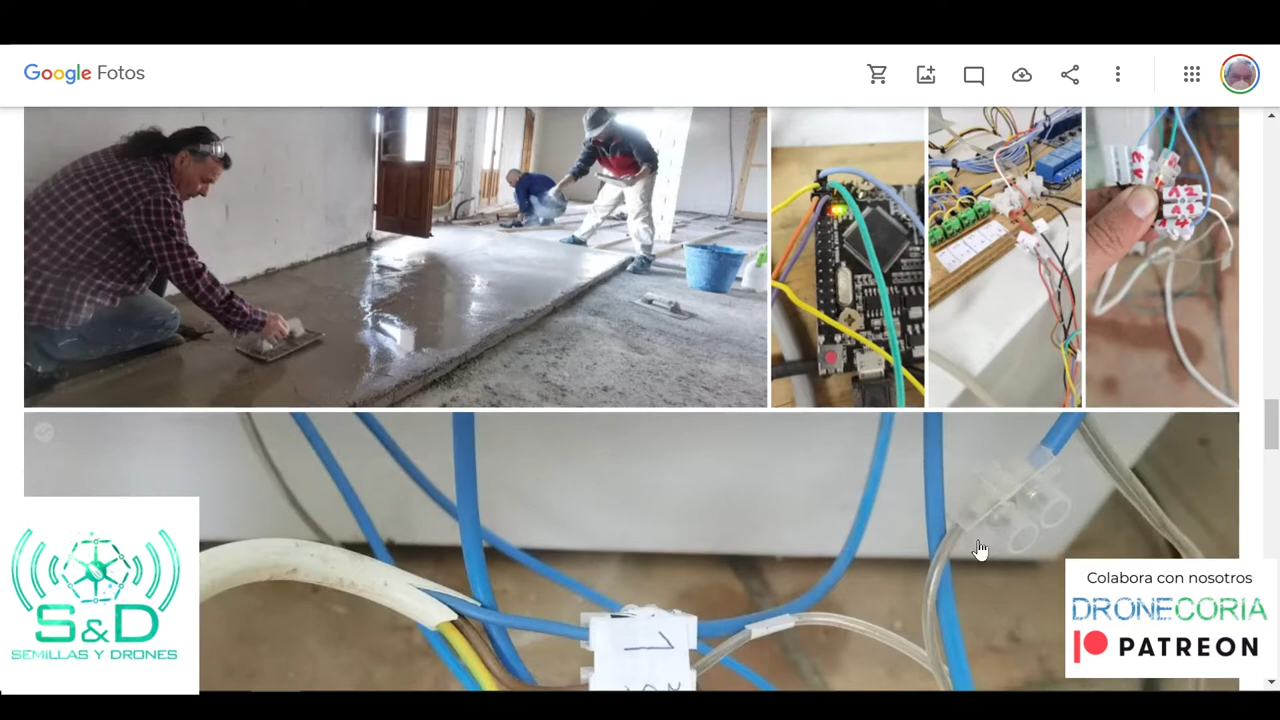 Google Fotos
S&D
SEMILLAS Y DRONES
Colabora con nosotros
DRONECORIA
PATREON